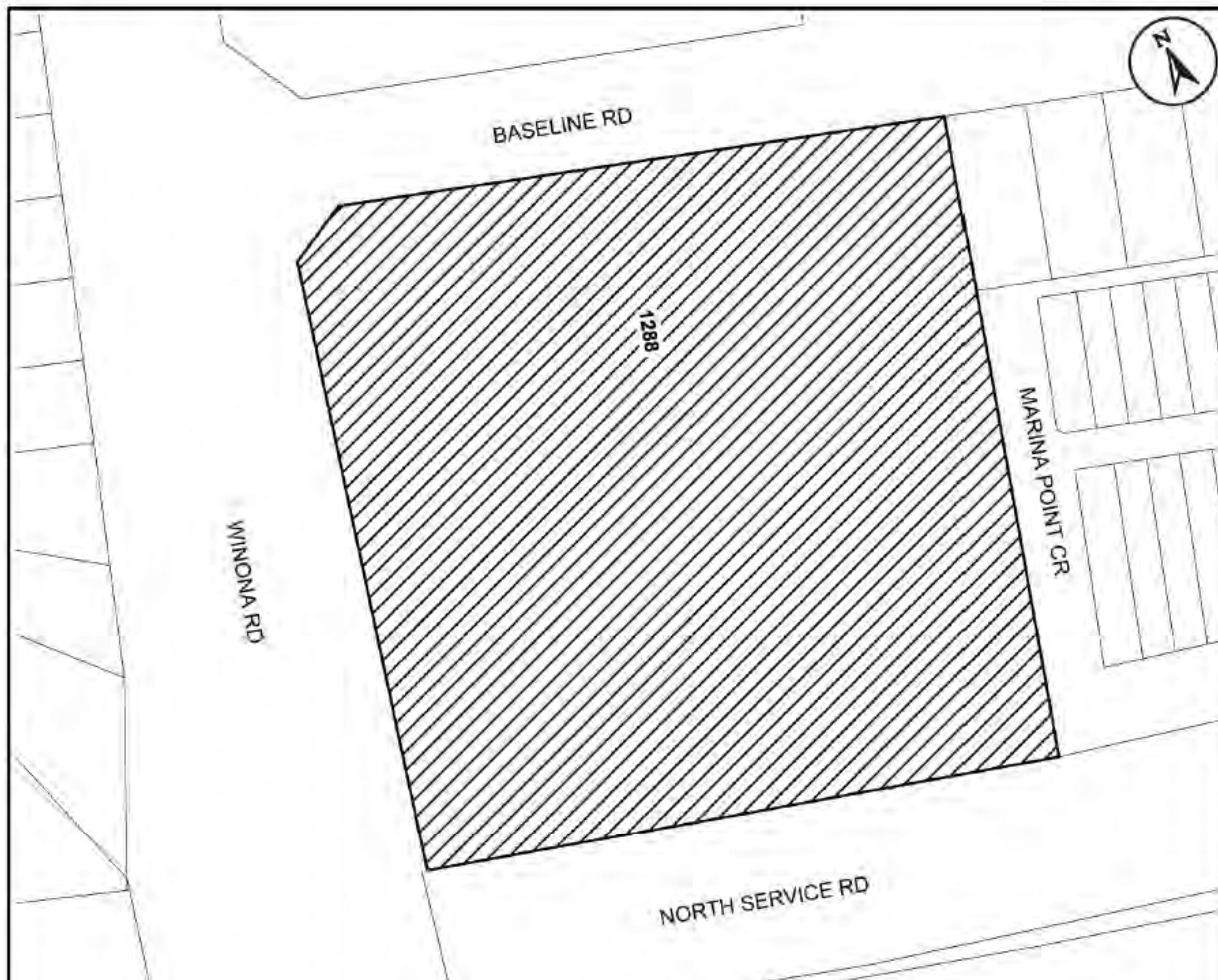 N
BASELINE RD
1288
MARINA POINT CR
WINONA RD
NORTH SERVICE RD